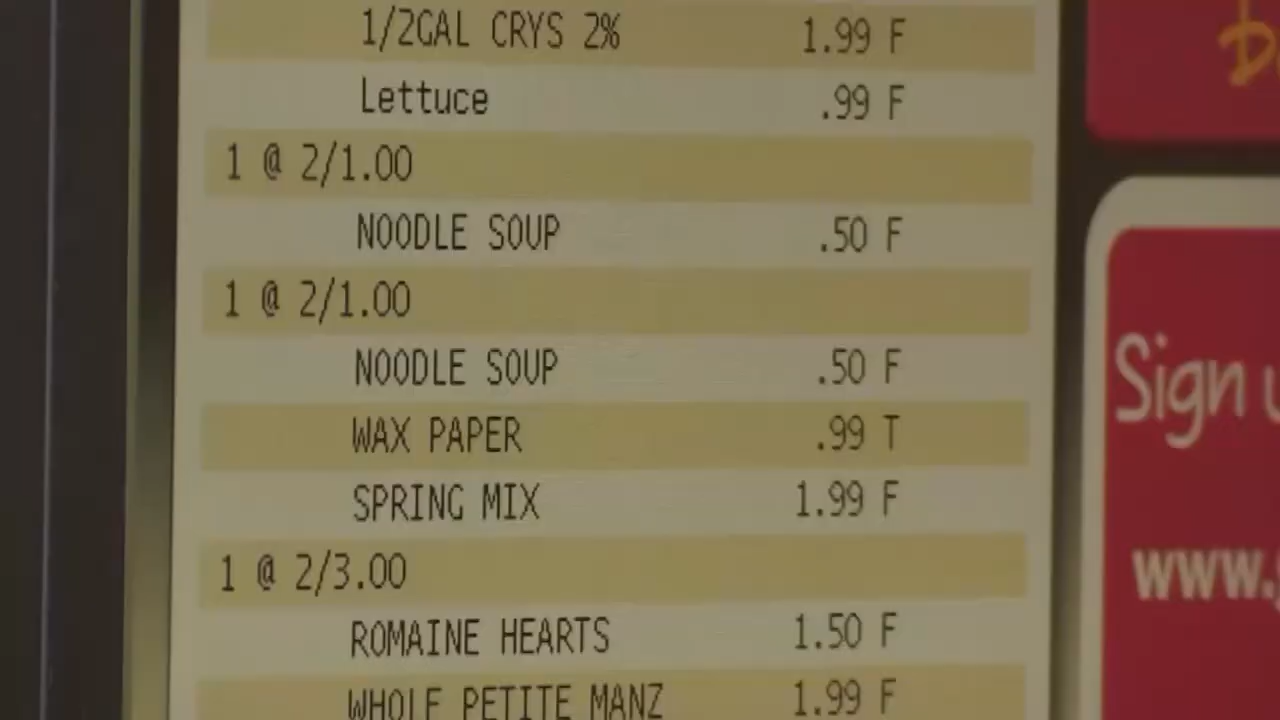 1/2GAL CRYS 2% 1.99 F
Lettuce .99 F
1 @ 2/1.00
NOODLE SOUP .50 F
1 @ 2/1.00
NOODLE SOUP .50 F
WAX PAPER .99 T
SPRING MIX 1.99 F
1 @ 2/3.00
ROMAINE HEARTS 1.50 F
WHOLE PETITE MANZ 1.99 F
Sign
www.